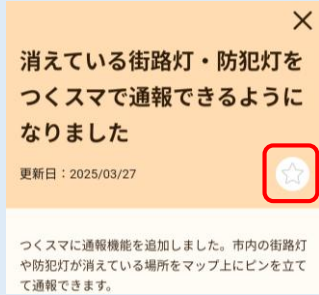 消えている街路灯・防犯灯を
つくスマで通報できるように
なりました
更新日：2025/03/27
つくスマに通報機能を追加しました。市内の街路灯
や防犯灯が消えている場所をマップ上にピンを立て
て通報できます。